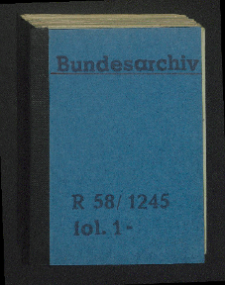 Bundesarchiv
R 58/1245
fol. 1-